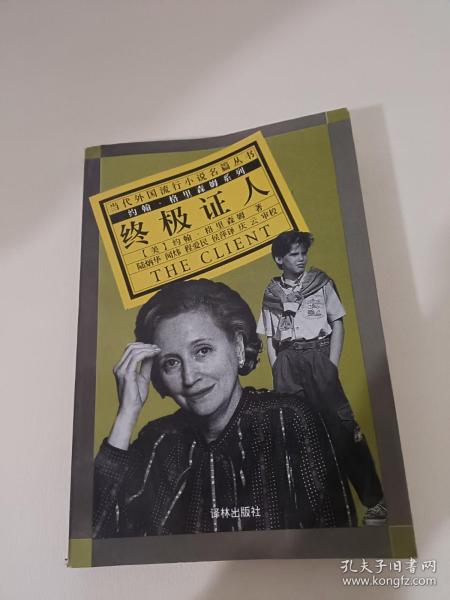 当代外国流行小说名篇丛书
约翰·格里森姆系列
终极证人
[美] 约翰·格里森姆 著
陆炳华 闻炜 程爱民 侯萍译 庆云 审校
THE CLIENT
译林出版社
孔夫子旧书网
www.kongfz.com